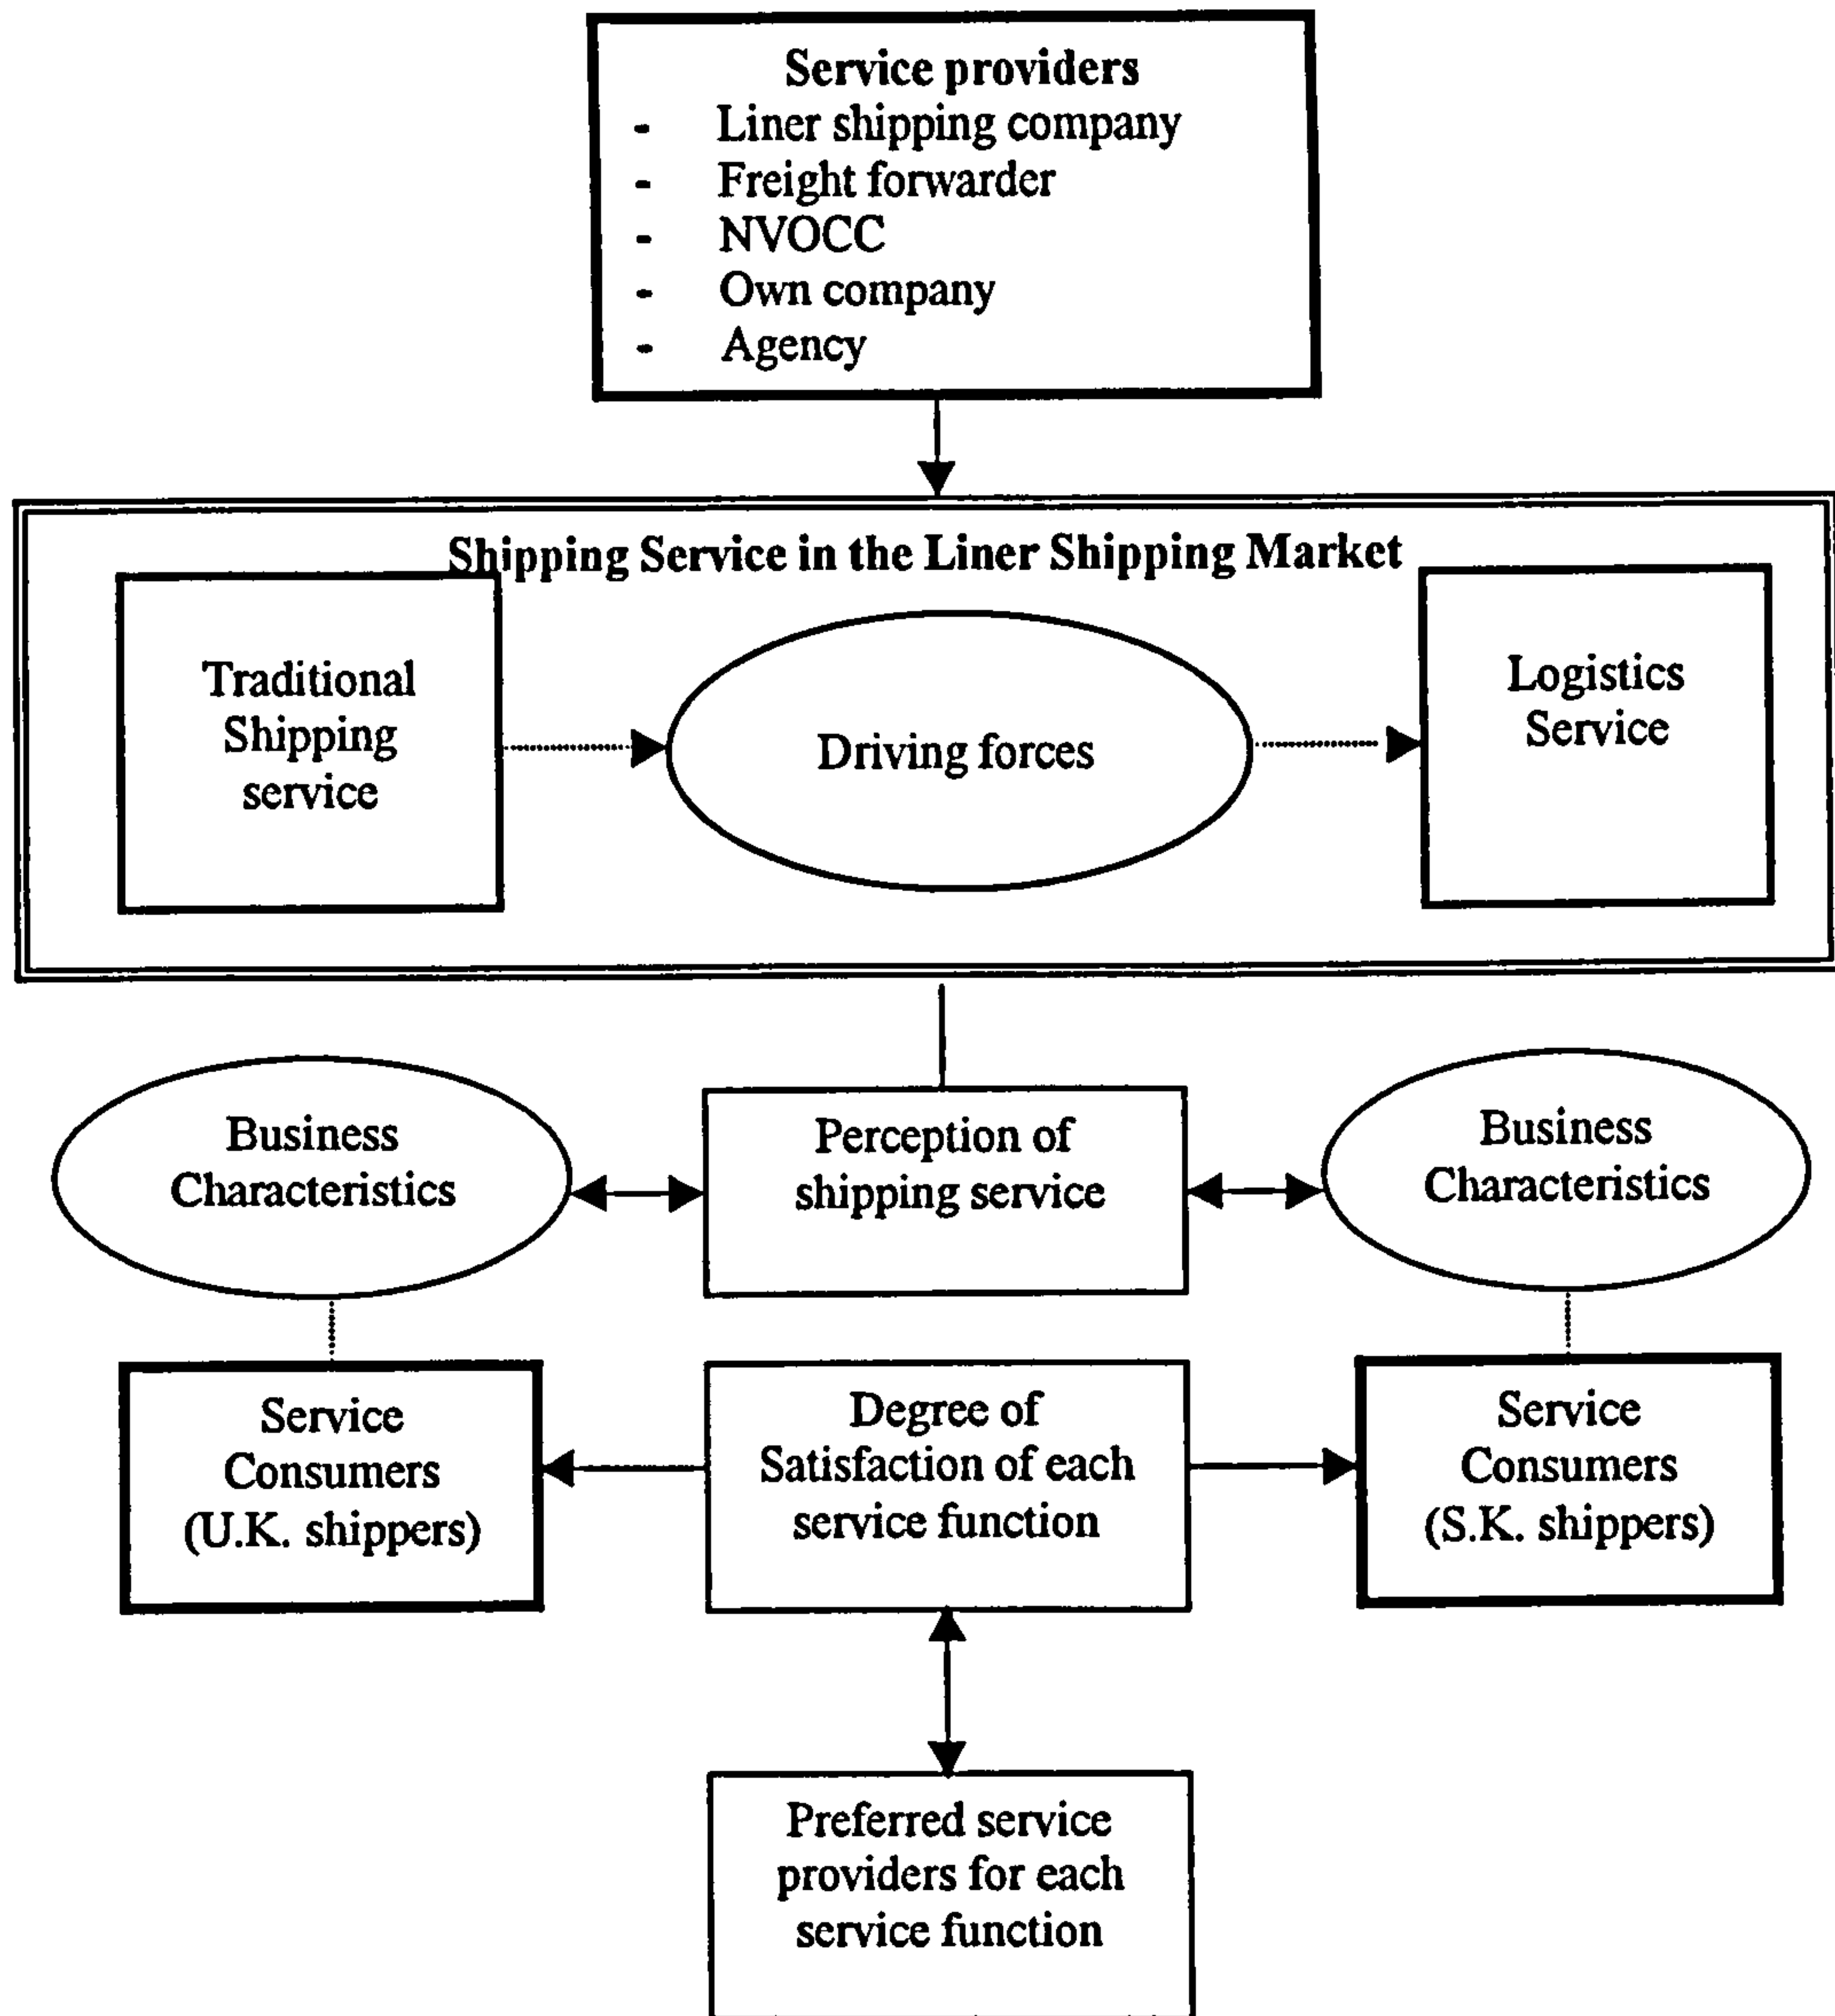 Service providers
- Liner shipping company
- Freight forwarder
- NVOCC
- Own company
- Agency
Shipping Service in the Liner Shipping Market
Traditional
Shipping
service
Driving forces
Logistics
Service
Business
Characteristics
Perception of
shipping service
Business
Characteristics
Service
Consumers
(U.K. shippers)
Degree of
Satisfaction of each
service function
Service
Consumers
(S.K. shippers)
Preferred service
providers for each
service function